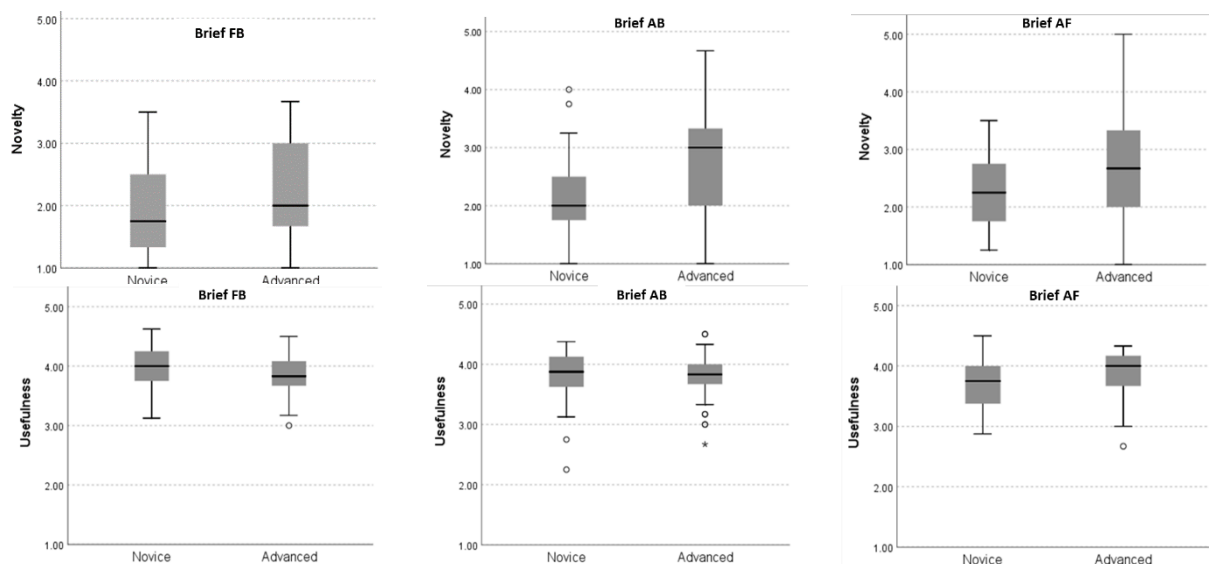 Brief FB
5.00
4.00
3.00
2.00
1.00
Novelty
Novice
Advanced
Brief AB
5.00
4.00
3.00
2.00
1.00
Novelty
Novice
Advanced
Brief AF
5.00
4.00
3.00
2.00
1.00
Novelty
Novice
Advanced
Brief FB
5.00
4.00
3.00
2.00
1.00
Usefulness
Novice
Advanced
Brief AB
5.00
4.00
3.00
2.00
1.00
Usefulness
Novice
Advanced
Brief AF
5.00
4.00
3.00
2.00
1.00
Usefulness
Novice
Advanced